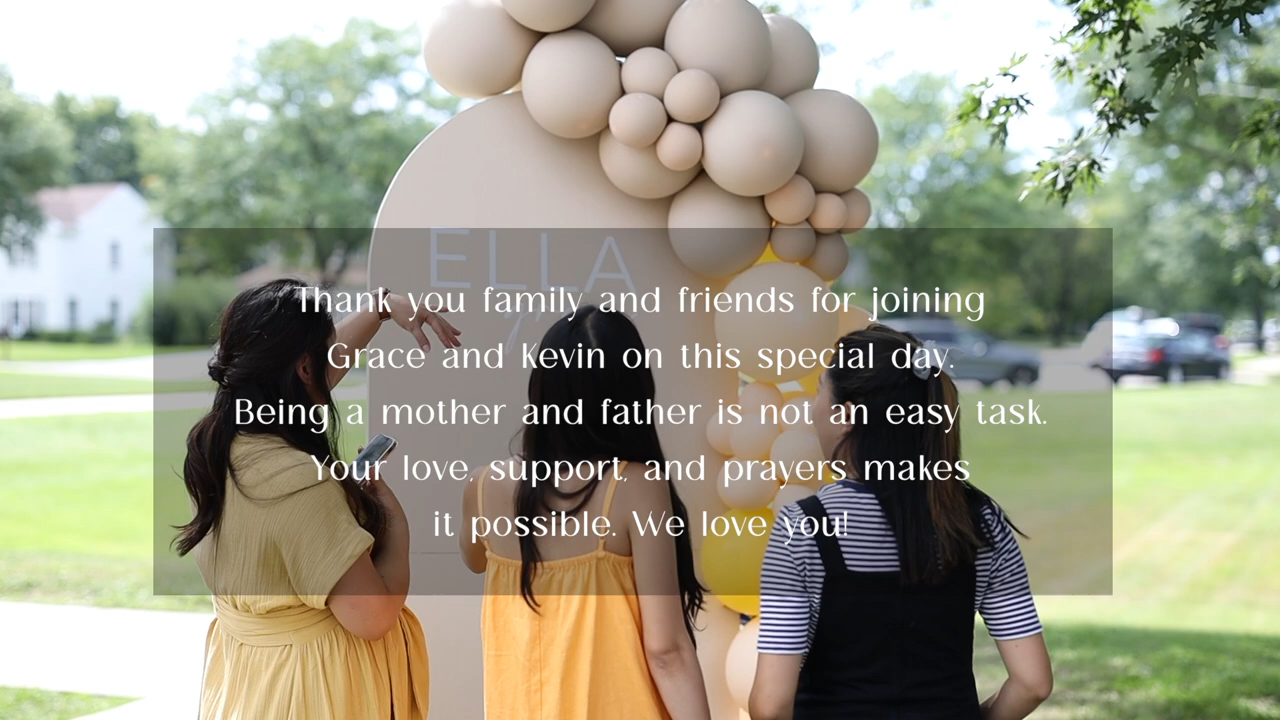 ELLA
Thank you family and friends for joining
Grace and Kevin on this special day.
Being a mother and father is not an easy task.
Your love, support, and prayers makes
it possible. We love you!